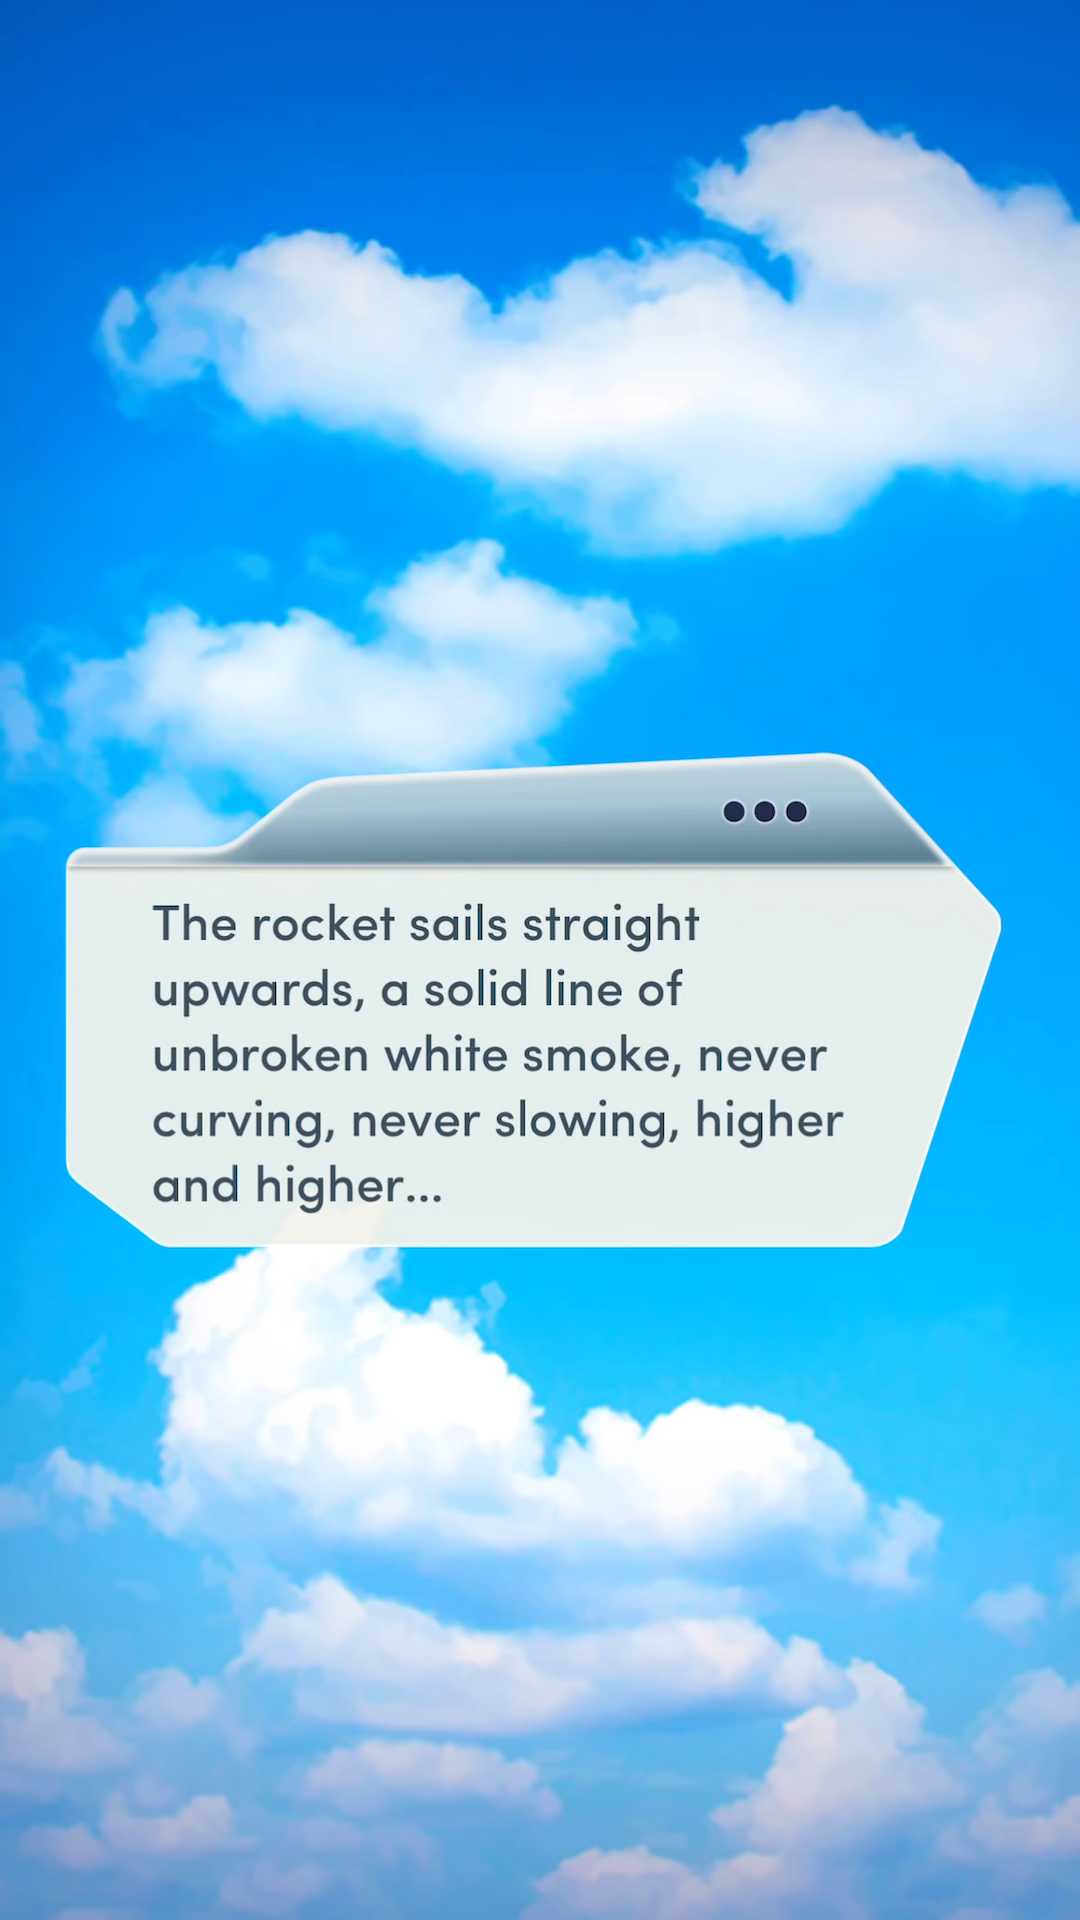 The rocket sails straight
upwards, a solid line of
unbroken white smoke, never
curving, never slowing, higher
and higher...